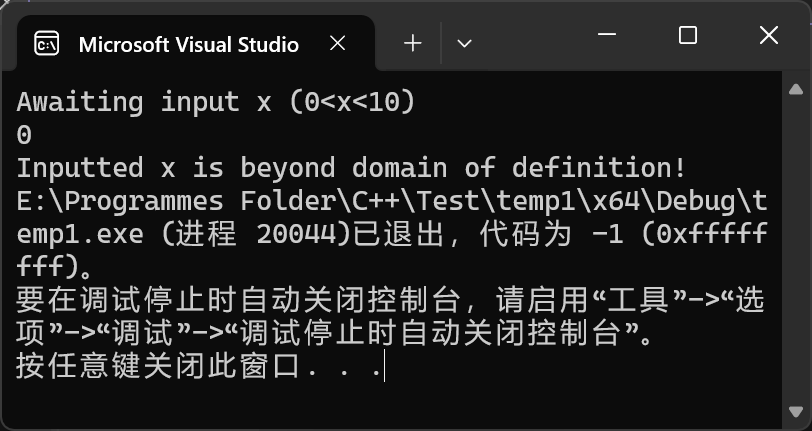 Microsoft Visual Studio
Awaiting input x (0<x<10)
0
Inputted x is beyond domain of definition!
E:\Programmes Folder\C++\Test\temp1\x64\Debug\t
emp1.exe (进程 20044)已退出，代码为 -1 (0xfffff
fff)。
要在调试停止时自动关闭控制台，请启用“工具”->“选
项”->“调试”->“调试停止时自动关闭控制台”。
按任意键关闭此窗口. . .